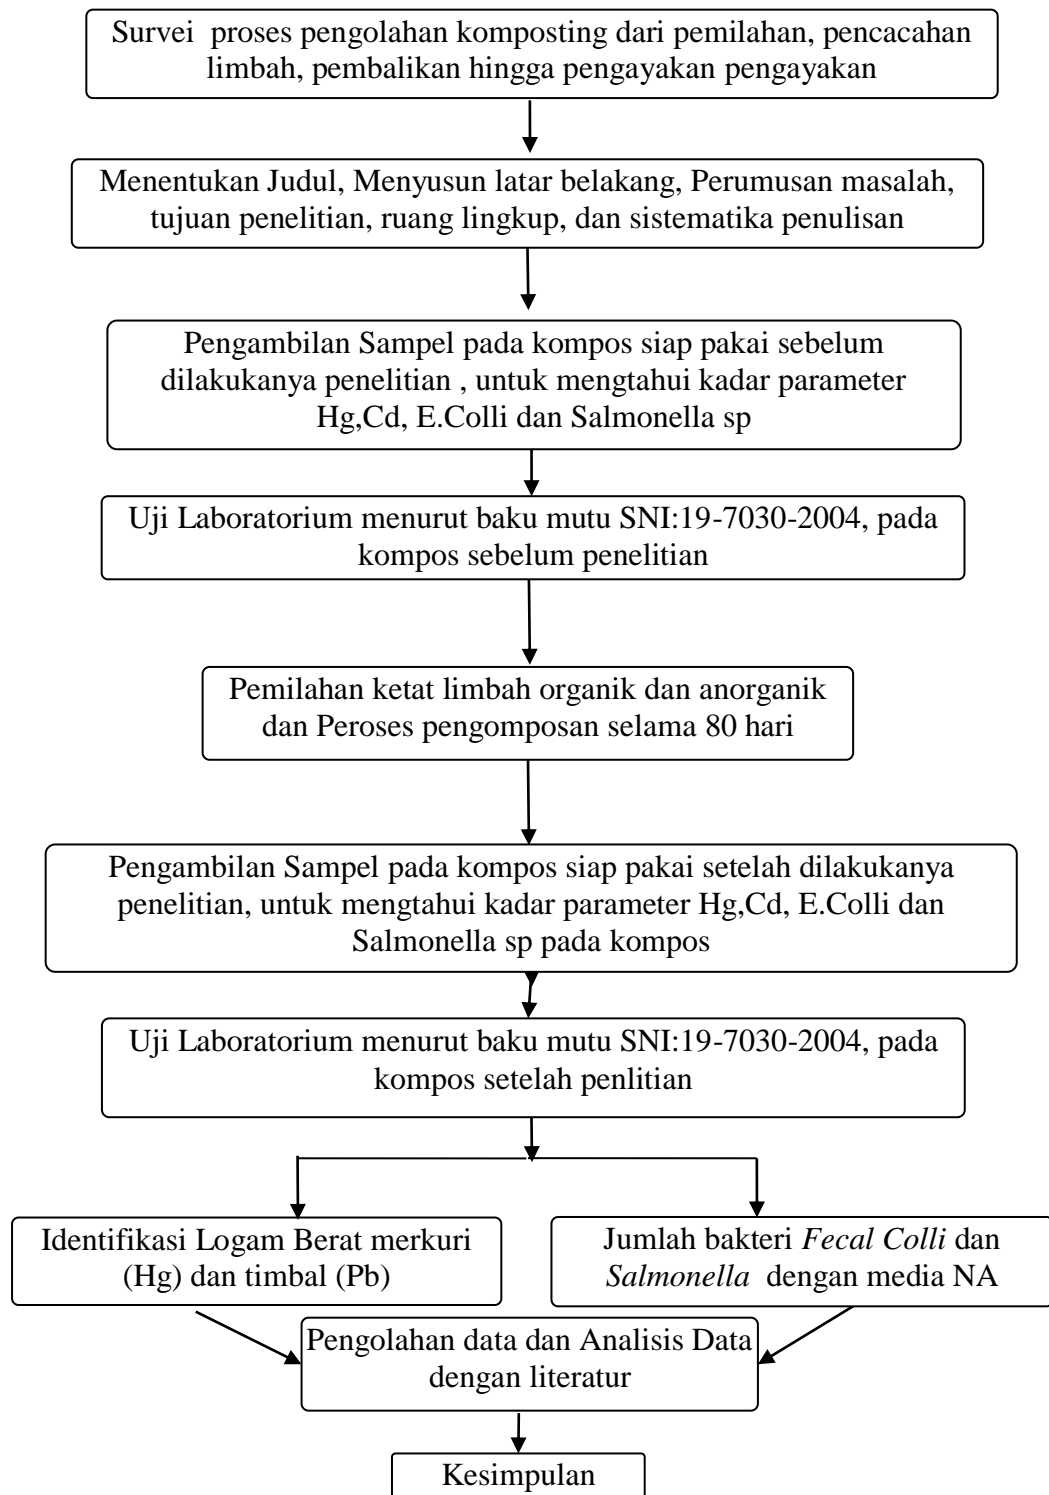 Survei proses pengolahan komposting dari pemilahan, pencacahan
limbah, pembalikan hingga pengayakan pengayakan
Menentukan Judul, Menyusun latar belakang, Perumusan masalah,
tujuan penelitian, ruang lingkup, dan sistematika penulisan
Pengambilan Sampel pada kompos siap pakai sebelum
dilakukanya penelitian , untuk mengtahui kadar parameter
Hg,Cd, E.Colli dan Salmonella sp
Uji Laboratorium menurut baku mutu SNI:19-7030-2004, pada
kompos sebelum penelitian
Pemilahan ketat limbah organik dan anorganik
dan Peroses pengomposan selama 80 hari
Pengambilan Sampel pada kompos siap pakai setelah dilakukanya
penelitian, untuk mengtahui kadar parameter Hg,Cd, E.Colli dan
Salmonella sp pada kompos
Uji Laboratorium menurut baku mutu SNI:19-7030-2004, pada
kompos setelah penlitian
Identifikasi Logam Berat merkuri
(Hg) dan timbal (Pb)
Jumlah bakteri Fecal Colli dan
Salmonella dengan media NA
Pengolahan data dan Analisis Data
dengan literatur
Kesimpulan